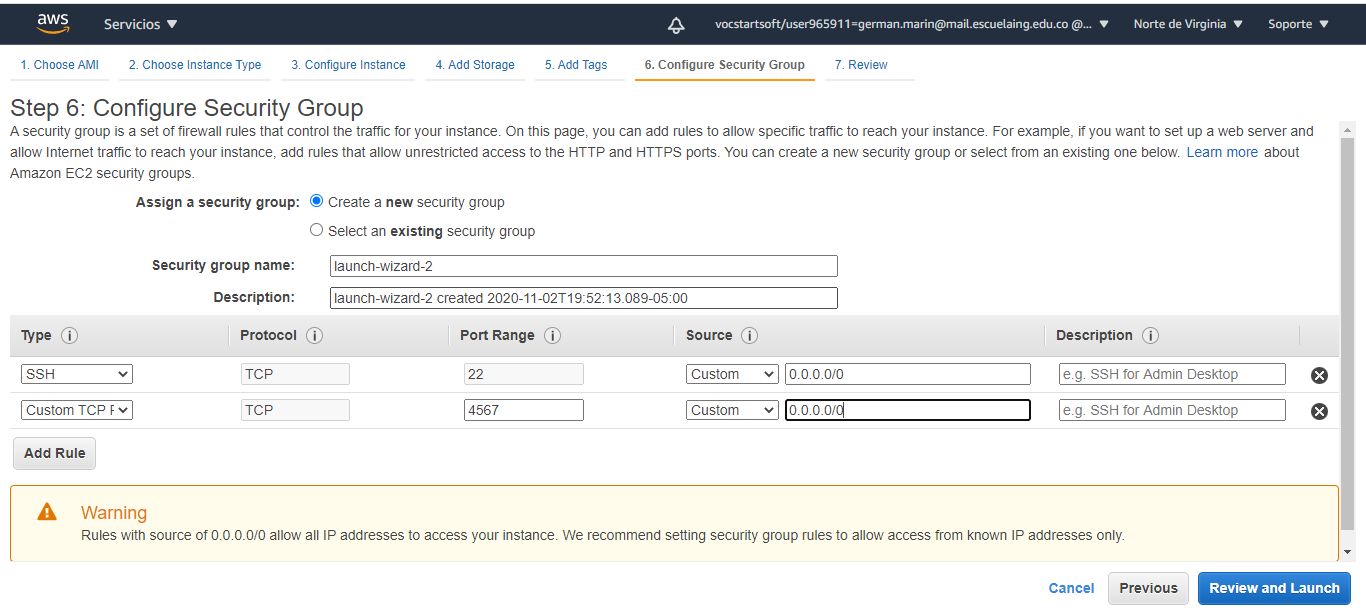 aws
Servicios
vocstartsoft/user965911=german.marin@mail.escuelaing.edu.co @...
Norte de Virginia
Soporte
1. Choose AMI
2. Choose Instance Type
3. Configure Instance
4. Add Storage
5. Add Tags
6. Configure Security Group
7. Review
Step 6: Configure Security Group
A security group is a set of firewall rules that control the traffic for your instance. On this page, you can add rules to allow specific traffic to reach your instance. For example, if you want to set up a web server and
allow Internet traffic to reach your instance, add rules that allow unrestricted access to the HTTP and HTTPS ports. You can create a new security group or select from an existing one below. Learn more about
Amazon EC2 security groups.
Assign a security group: Create a new security group
Select an existing security group
Security group name: launch-wizard-2
Description: launch-wizard-2 created 2020-11-02T19:52:13.089-05:00
Type i Protocol i Port Range i Source i Description i
SSH TCP 22 Custom 0.0.0.0/0 e.g. SSH for Admin Desktop
Custom TCP F TCP 4567 Custom 0.0.0.0/0 e.g. SSH for Admin Desktop
Add Rule
Warning
Rules with source of 0.0.0.0/0 allow all IP addresses to access your instance. We recommend setting security group rules to allow access from known IP addresses only.
Cancel Previous Review and Launch